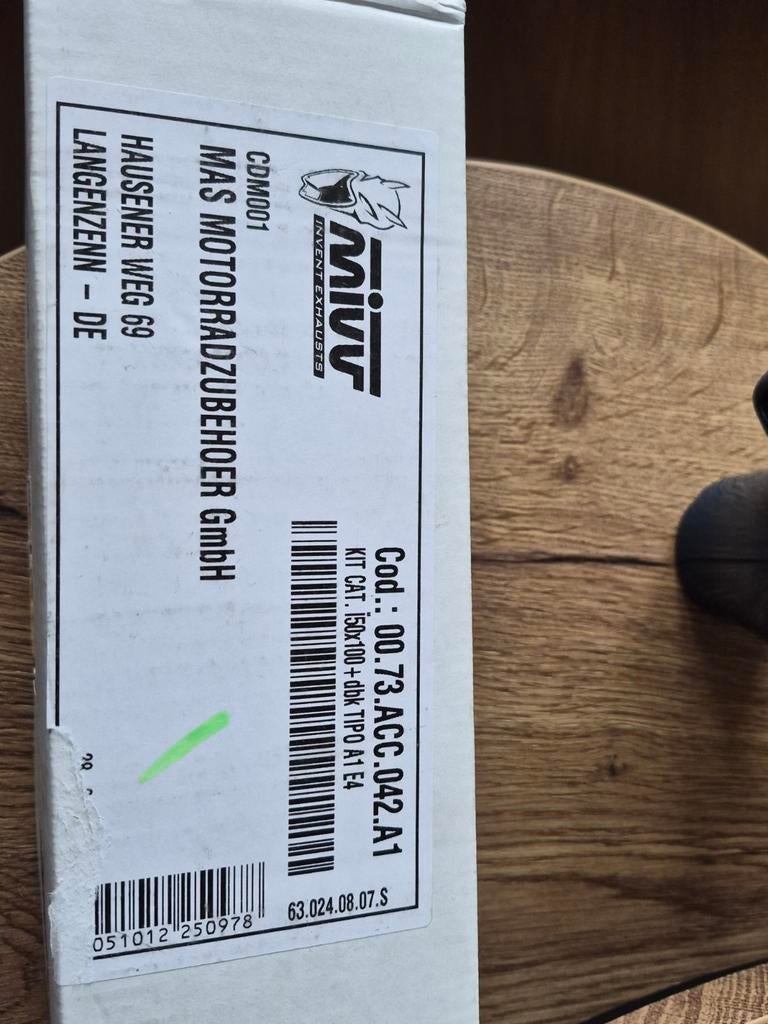 mivv
INVENT EXHAUSTS
Cod.: 00.73.ACC.042.A1
KIT CAT. Ï50x100+dbk TIPO A1 E4
CDM001
MAS MOTORRADZUBEHOER GmbH
HAUSENER WEG 69
LANGENZENN - DE
63.024.08.07.S
051012 250978